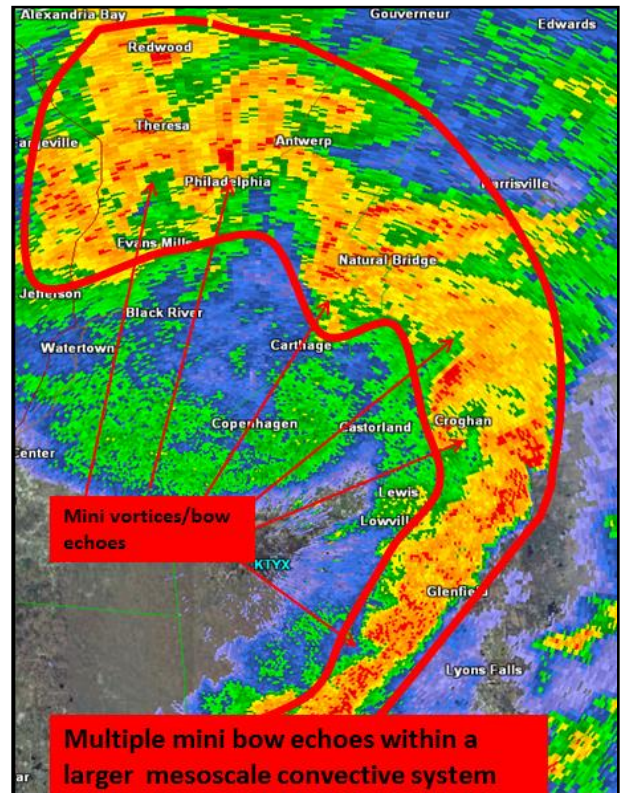 Alexandria Bay
Gouverneur
Edwards
Redwood
Theresa
Antwerp
Philadelphia
Harrisville
Evans Mills
Natural Bridge
Jefferson
Black River
Watertown
Carthage
Copenhagen
Castorland
Croghan
Center
Lewis
Mini vortices/bow
echoes
Lowvill
KTYX
Glenfield
Lyons Falls
Multiple mini bow echoes within a
larger mesoscale convective system
ar